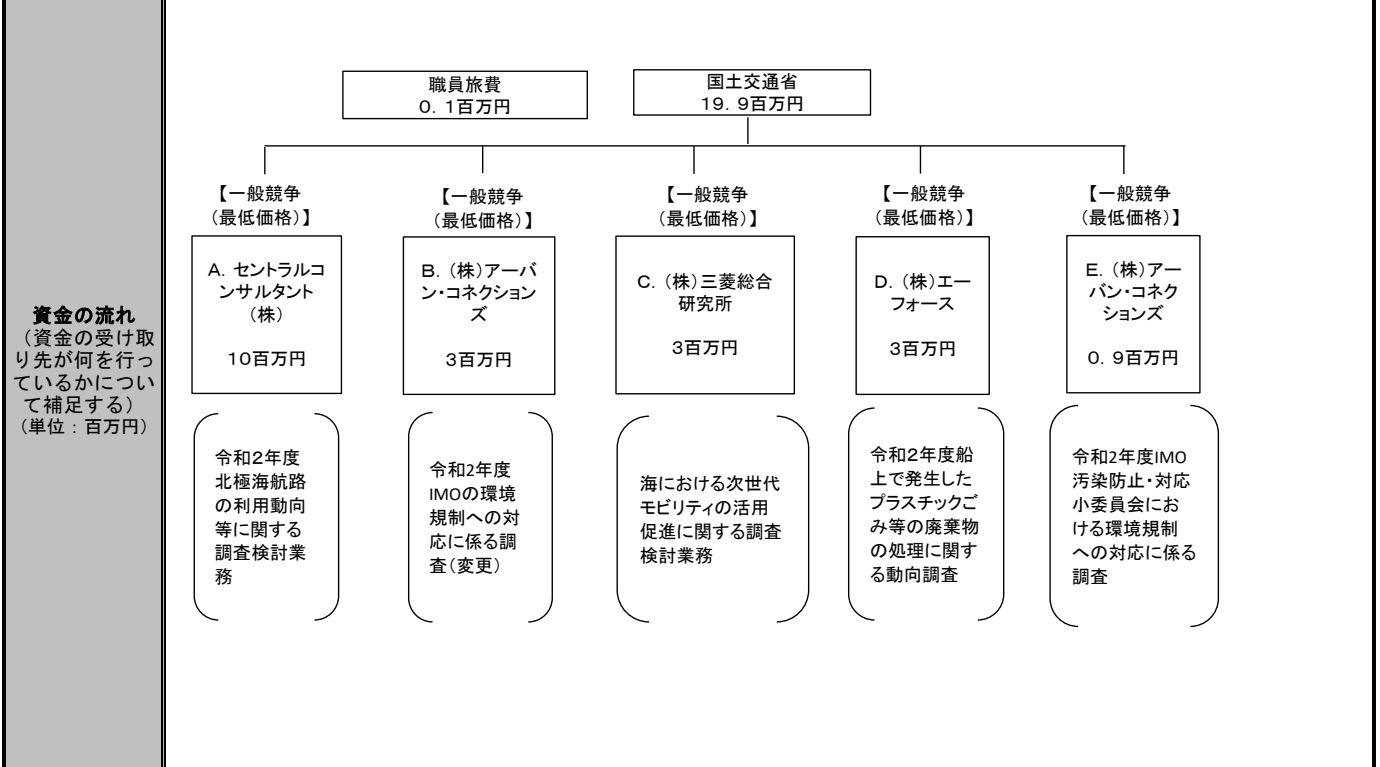 資金の流れ
(資金の受け取
り先が何を行っ
ているかについ
て補足する)
(単位:百万円)
職員旅費
0.1百万円
国土交通省
19.9百万円
【一般競争
(最低価格)】
A.セントラルコ
ンサルタント
(株)
10百万円
令和2年度
北極海航路
の利用動向
等に関する
調査検討業
務
【一般競争
(最低価格)】
B.(株)アーバ
ン・コネクション
ズ
3百万円
令和2年度
IMOの環境
規制への対
応に係る調
査(変更)
【一般競争
(最低価格)】
C.(株)三菱総合
研究所
3百万円
海における次世代
モビリティの活用
促進に関する調査
検討業務
【一般競争
(最低価格)】
D.(株)エー
フォース
3百万円
令和2年度船
上で発生した
プラスチックご
み等の廃棄物
の処理に関す
る動向調査
【一般競争
(最低価格)】
E.(株)アー
バン・コネク
ションズ
0.9百万円
令和2年度IMO
汚染防止・対応
小委員会にお
ける環境規制
への対応に係る
調査